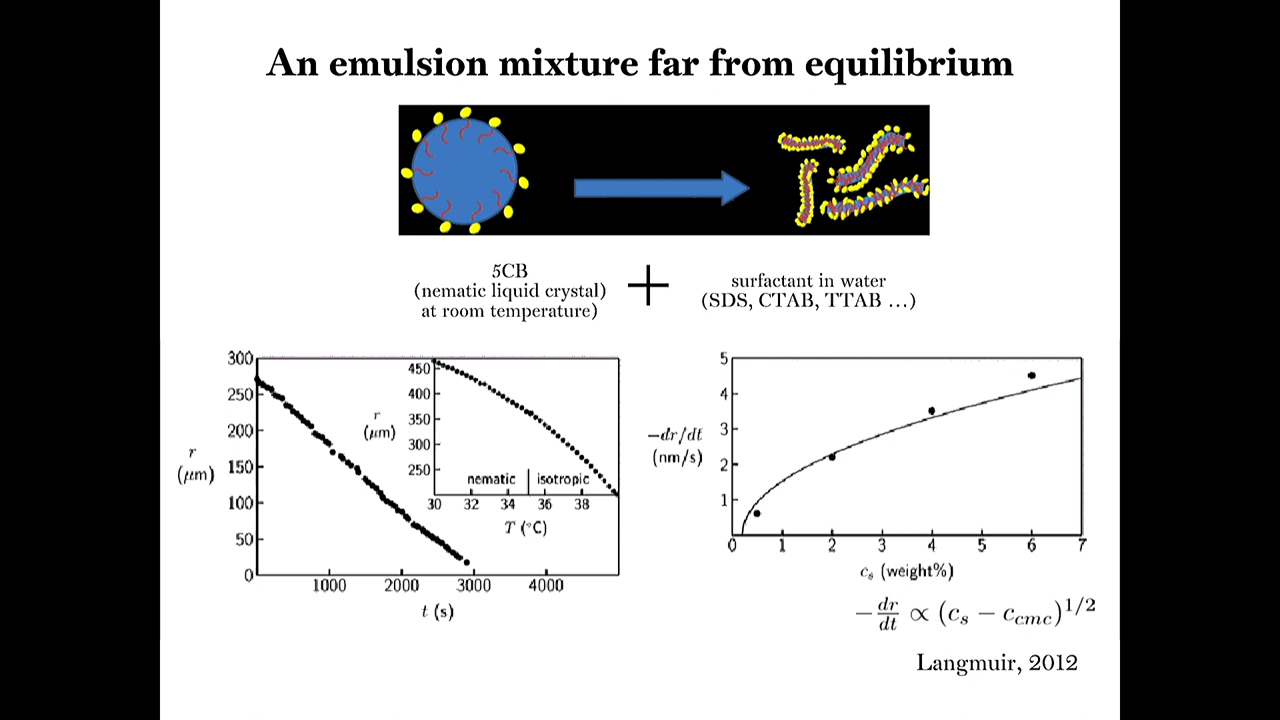 An emulsion mixture far from equilibrium
5CB
(nematic liquid crystal)
at room temperature)
+
surfactant in water
(SDS, CTAB, TTAB ...)
300
250
200
150
100
50
0
r
(μm)
1000
2000
3000
4000
t (s)
450
400
350
300
250
r
(μm)
nematic
isotropic
30
32
34
36
38
T (°C)
5
4
3
2
1
−dr/dt
(nm/s)
0
1
2
3
4
5
6
7
c_s (weight%)
−dr/dt ∝ (c_s − c_cmc)^1/2
Langmuir, 2012